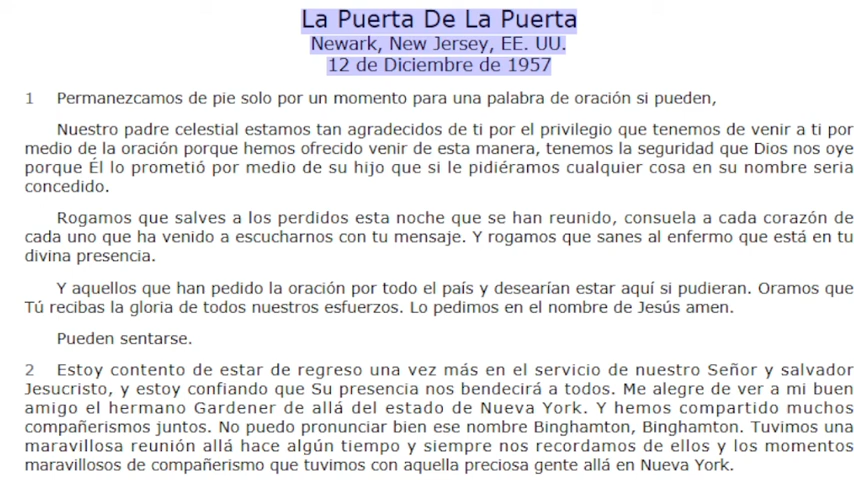 La Puerta De La Puerta
Newark, New Jersey, EE. UU.
12 de Diciembre de 1957
1 Permanezcamos de pie solo por un momento para una palabra de oración si pueden,
Nuestro padre celestial estamos tan agradecidos de ti por el privilegio que tenemos de venir a ti por
medio de la oración porque hemos ofrecido venir de esta manera, tenemos la seguridad que Dios nos oye
porque Él lo prometió por medio de su hijo que si le pidiéramos cualquier cosa en su nombre seria
concedido.
Rogamos que salves a los perdidos esta noche que se han reunido, consuela a cada corazón de
cada uno que ha venido a escucharnos con tu mensaje. Y rogamos que sanes al enfermo que está en tu
divina presencia.
Y aquellos que han pedido la oración por todo el país y desearían estar aquí si pudieran. Oramos que
Tú recibas la gloria de todos nuestros esfuerzos. Lo pedimos en el nombre de Jesús amen.
Pueden sentarse.
2 Estoy contento de estar de regreso una vez más en el servicio de nuestro Señor y salvador
Jesucristo, y estoy confiando que Su presencia nos bendecirá a todos. Me alegre de ver a mi buen
amigo el hermano Gardener de allá del estado de Nueva York. Y hemos compartido muchos
compañerismos juntos. No puedo pronunciar bien ese nombre Binghamton, Binghamton. Tuvimos una
maravillosa reunión allá hace algún tiempo y siempre nos recordamos de ellos y los momentos
maravillosos de compañerismo que tuvimos con aquella preciosa gente allá en Nueva York.